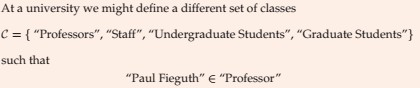 At a university we might define a different set of classes
𝒞 = { “Professors”, “Staff”, “Undergraduate Students”, “Graduate Students”}
such that
“Paul Fieguth” ∈ “Professor”